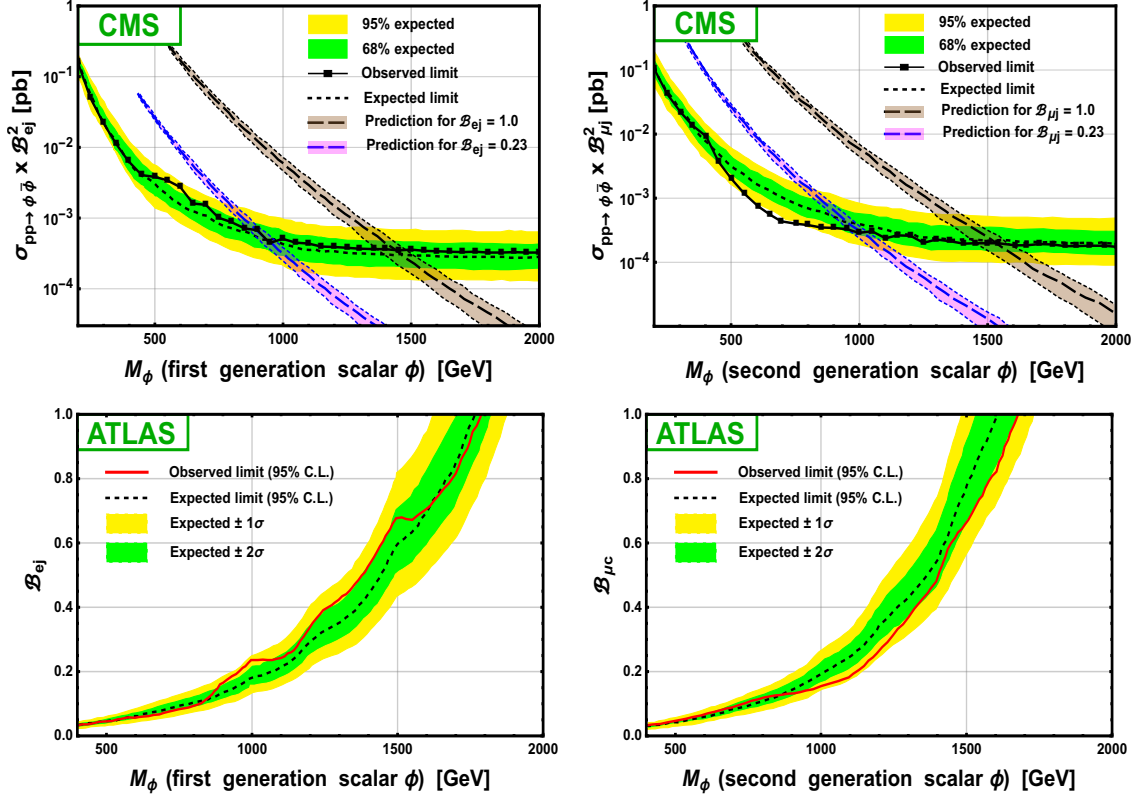 CMS
95% expected
68% expected
Observed limit
Expected limit
Prediction for ℬej = 1.0
Prediction for ℬej = 0.23
1
10⁻¹
10⁻²
10⁻³
10⁻⁴
σpp→ ϕ ϕ̄ × ℬ²ej [pb]
500
1000
1500
2000
Mϕ (first generation scalar ϕ) [GeV]
CMS
95% expected
68% expected
Observed limit
Expected limit
Prediction for ℬμj = 1.0
Prediction for ℬμj = 0.23
1
10⁻¹
10⁻²
10⁻³
10⁻⁴
σpp→ ϕ ϕ̄ × ℬ²μj [pb]
500
1000
1500
2000
Mϕ (second generation scalar ϕ) [GeV]
ATLAS
Observed limit (95% C.L.)
Expected limit (95% C.L.)
Expected ± 1σ
Expected ± 2σ
1.0
0.8
0.6
0.4
0.2
0.0
ℬej
500
1000
1500
2000
Mϕ (first generation scalar ϕ) [GeV]
ATLAS
Observed limit (95% C.L.)
Expected limit (95% C.L.)
Expected ± 1σ
Expected ± 2σ
1.0
0.8
0.6
0.4
0.2
0.0
ℬμc
500
1000
1500
2000
Mϕ (second generation scalar ϕ) [GeV]